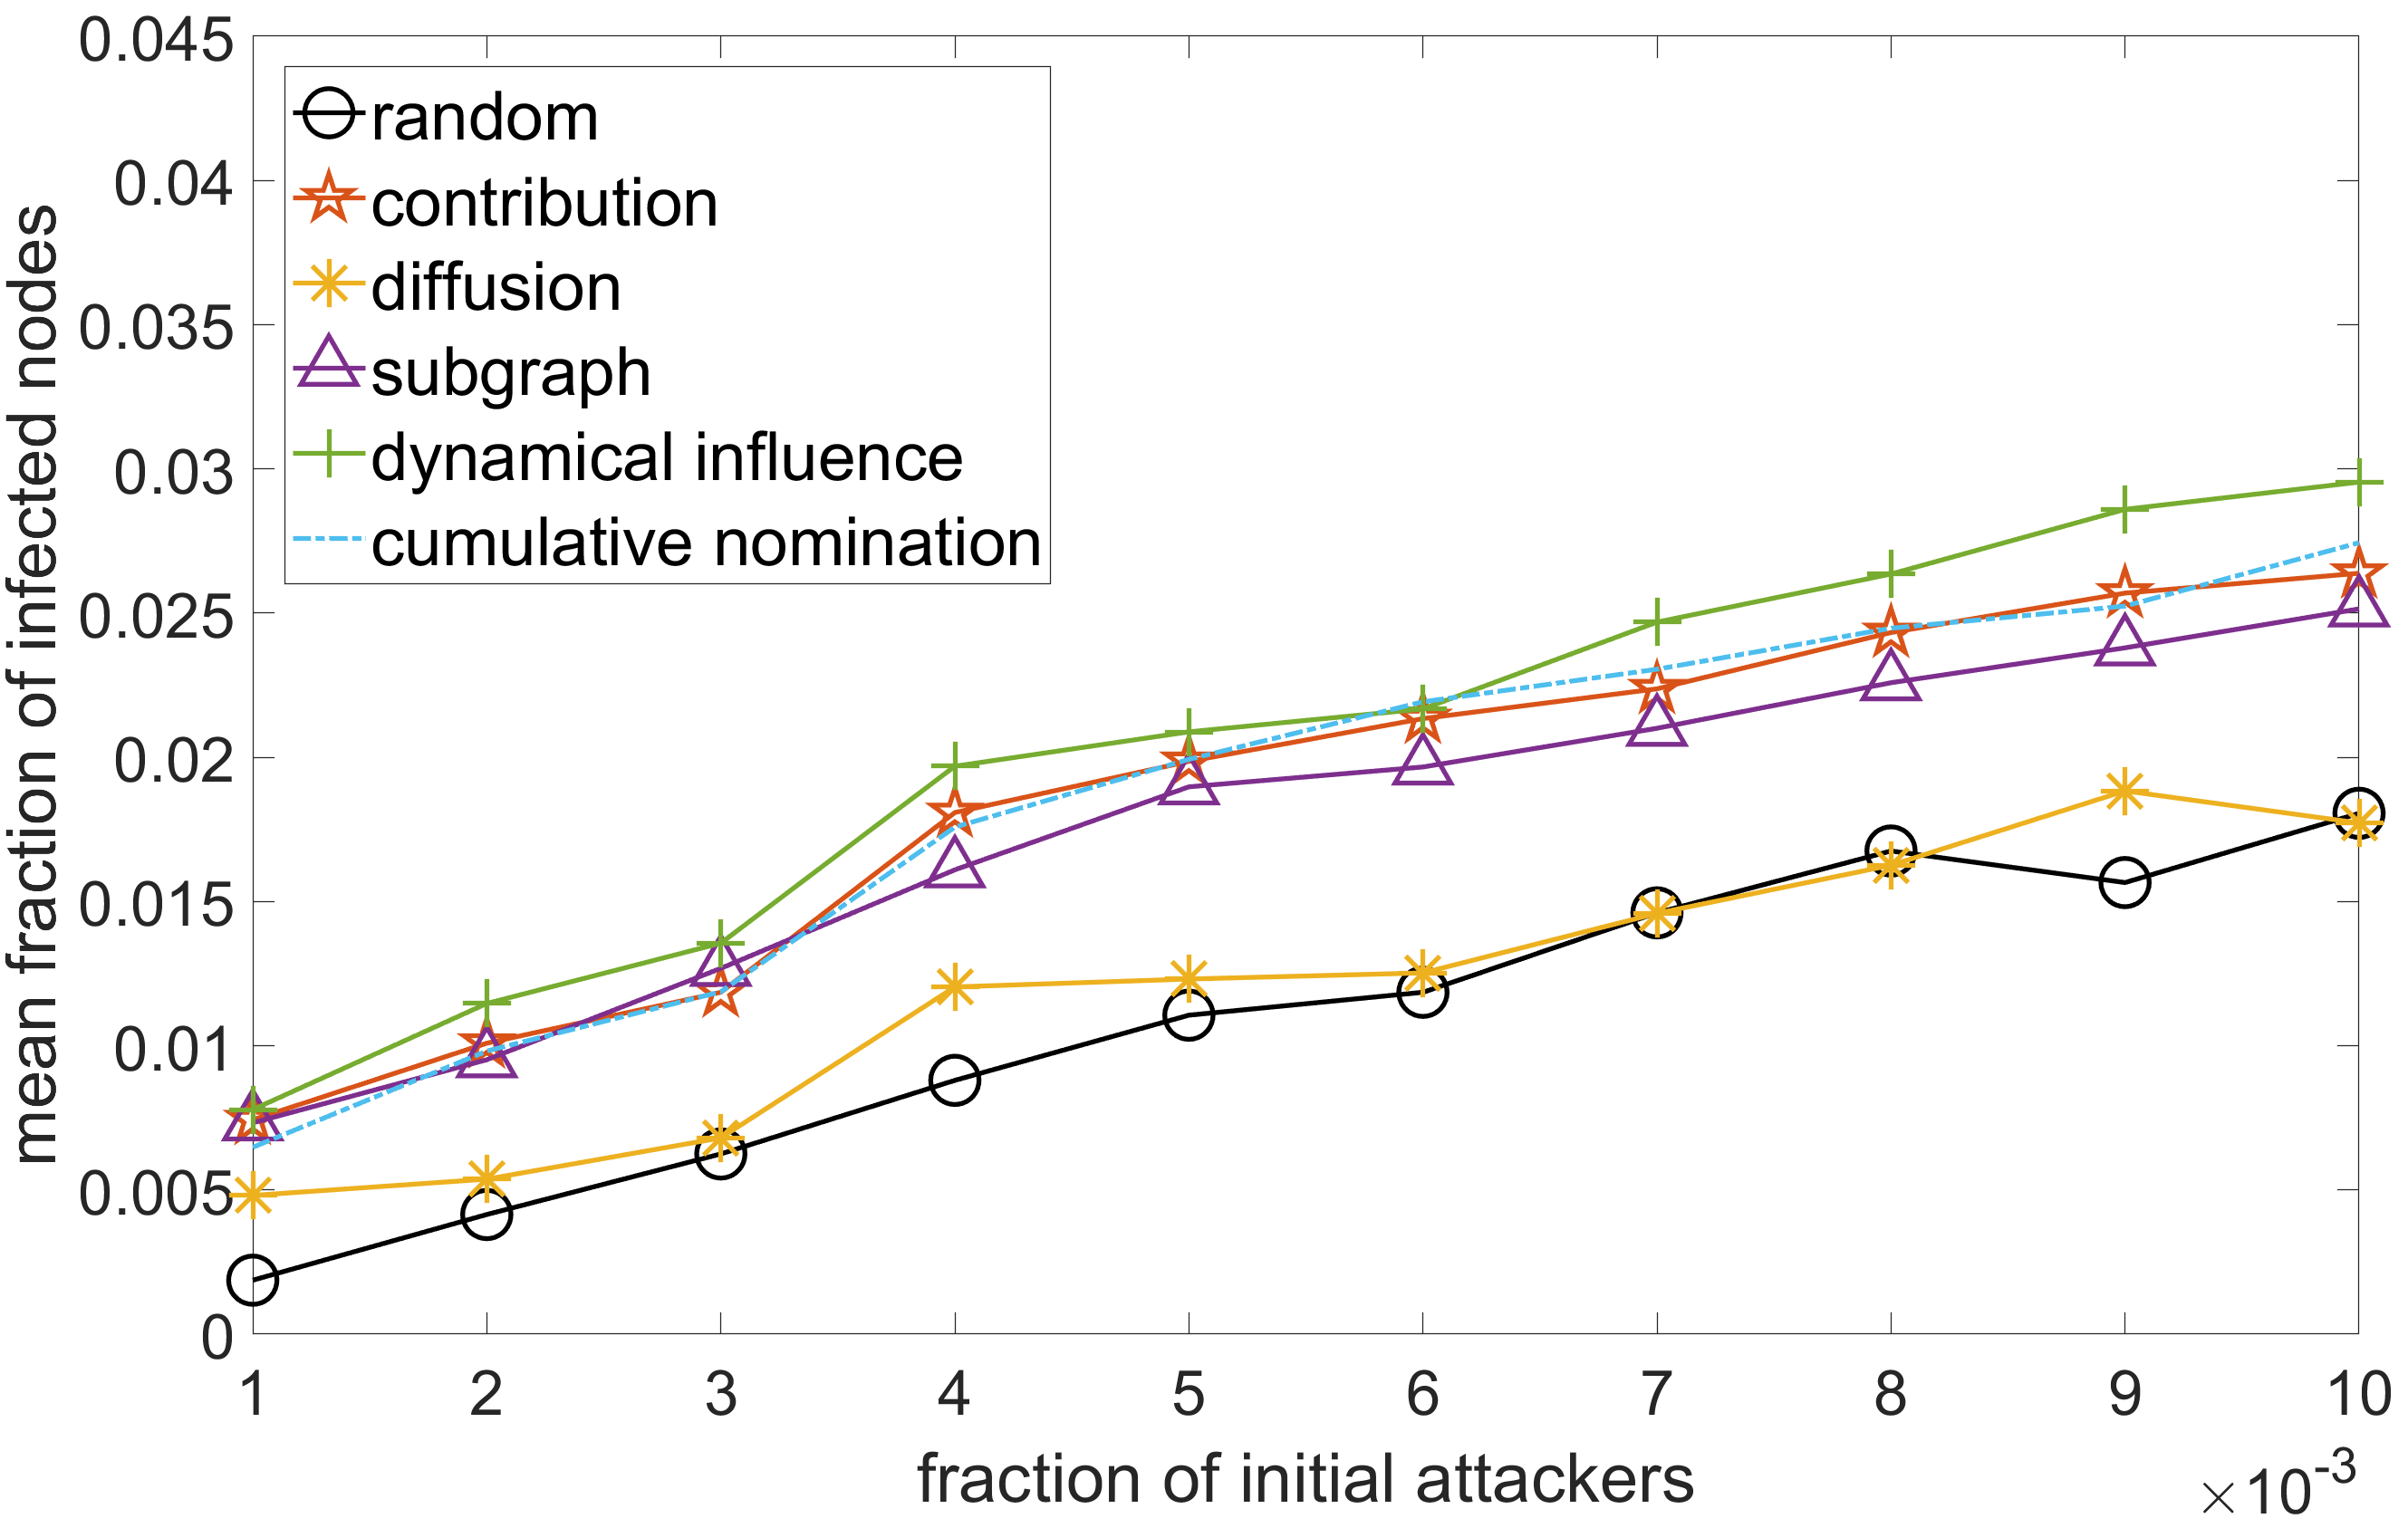 0.045
0.04
0.035
0.03
0.025
0.02
0.015
0.01
0.005
0
mean fraction of infected nodes
random
contribution
diffusion
subgraph
dynamical influence
cumulative nomination
1 2 3 4 5 6 7 8 9 10
fraction of initial attackers
×10-3